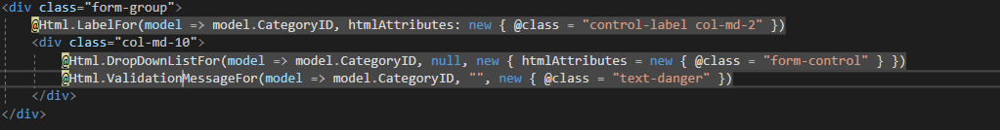 <div class="form-group">
@Html.LabelFor(model => model.CategoryID, htmlAttributes: new { @class = "control-label col-md-2" })
<div class="col-md-10">
@Html.DropDownListFor(model => model.CategoryID, null, new { htmlAttributes = new { @class = "form-control" } })
@Html.ValidationMessageFor(model => model.CategoryID, "", new { @class = "text-danger" })
</div>
</div>